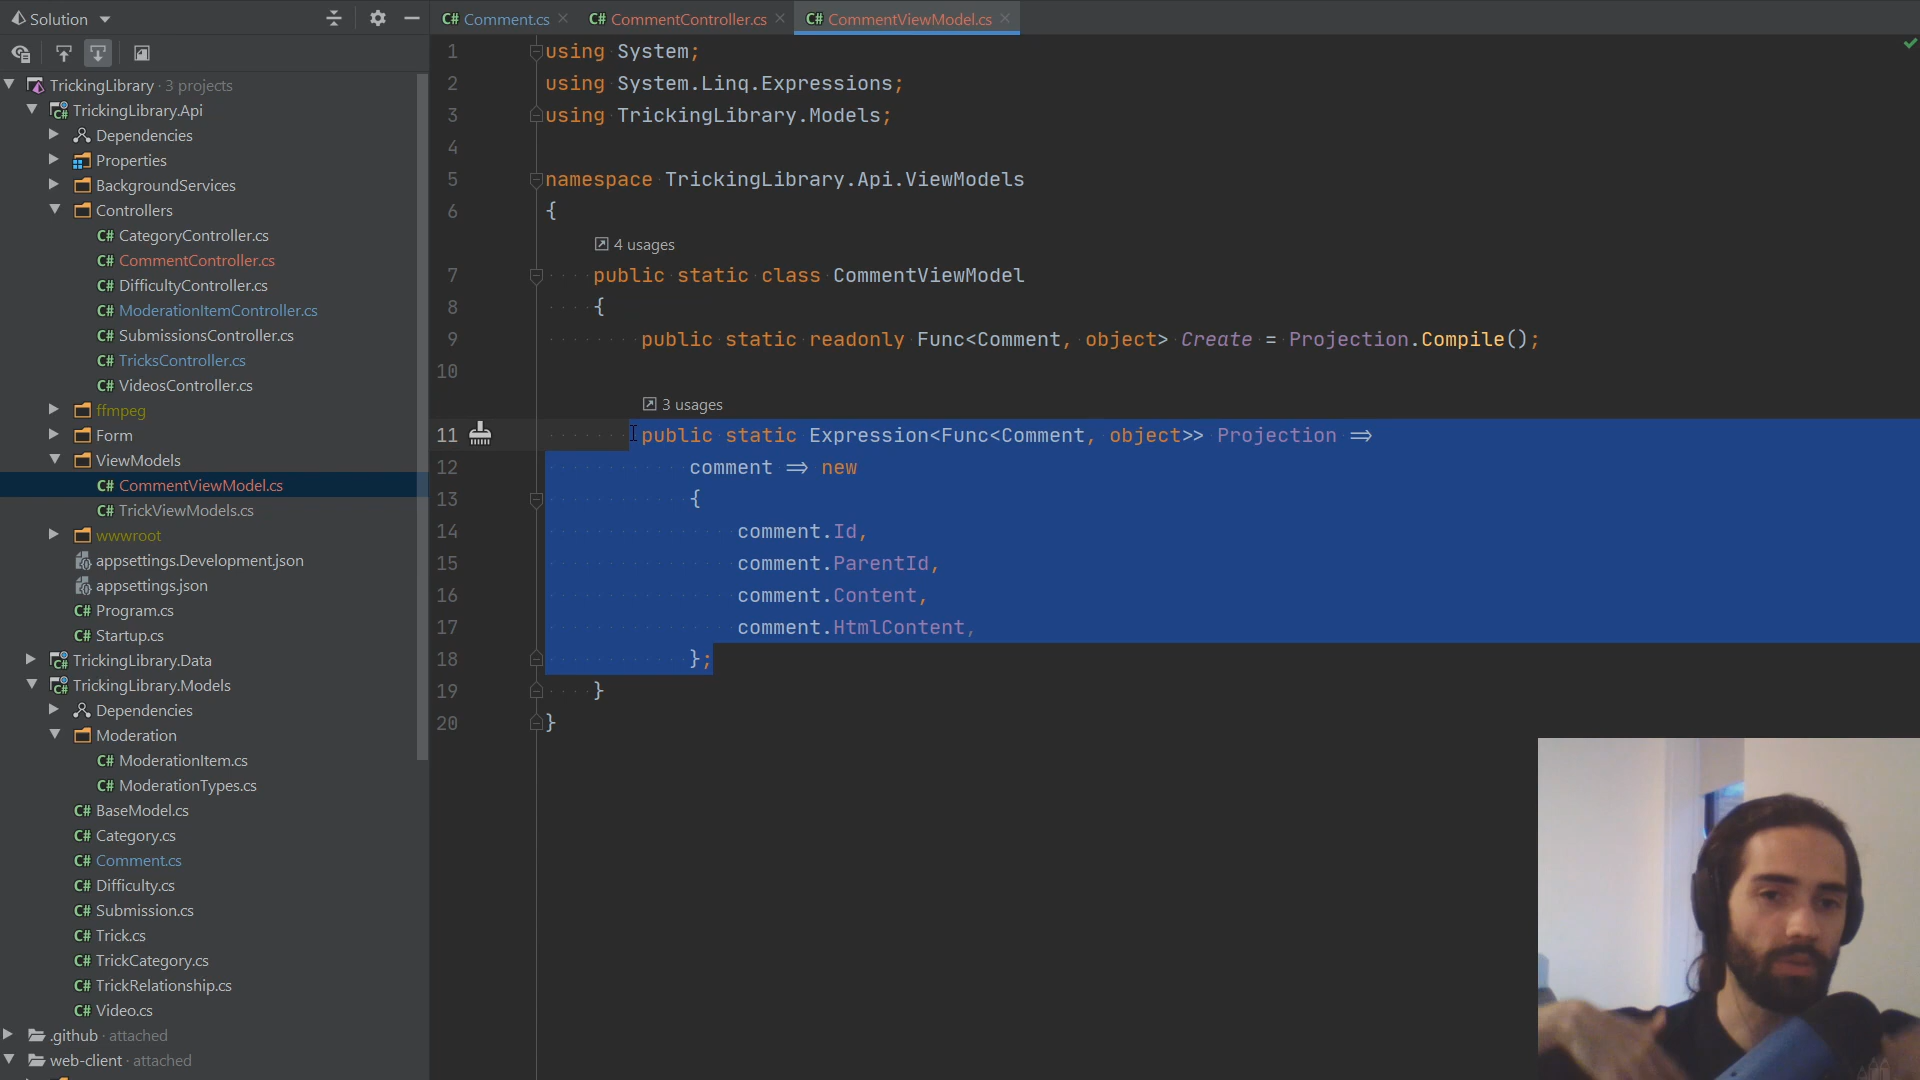 Solution
TrickingLibrary · 3 projects
TrickingLibrary.Api
Dependencies
Properties
BackgroundServices
Controllers
C# CategoryController.cs
C# CommentController.cs
C# DifficultyController.cs
C# ModerationItemController.cs
C# SubmissionsController.cs
C# TricksController.cs
C# VideosController.cs
ffmpeg
Form
ViewModels
C# CommentViewModel.cs
C# TrickViewModels.cs
wwwroot
appsettings.Development.json
appsettings.json
C# Program.cs
C# Startup.cs
TrickingLibrary.Data
TrickingLibrary.Models
Dependencies
Moderation
C# ModerationItem.cs
C# ModerationTypes.cs
C# BaseModel.cs
C# Category.cs
C# Comment.cs
C# Difficulty.cs
C# Submission.cs
C# Trick.cs
C# TrickCategory.cs
C# TrickRelationship.cs
C# Video.cs
.github · attached
web-client · attached
C# Comment.cs
C# CommentController.cs
C# CommentViewModel.cs
1 using System;
2 using System.Linq.Expressions;
3 using TrickingLibrary.Models;
4
5 namespace TrickingLibrary.Api.ViewModels
6 {
4 usages
7 public static class CommentViewModel
8 {
9 public static readonly Func<Comment, object> Create = Projection.Compile();
10
3 usages
11 public static Expression<Func<Comment, object>> Projection =>
12 comment => new
13 {
14 comment.Id,
15 comment.ParentId,
16 comment.Content,
17 comment.HtmlContent,
18 };
19 }
20 }